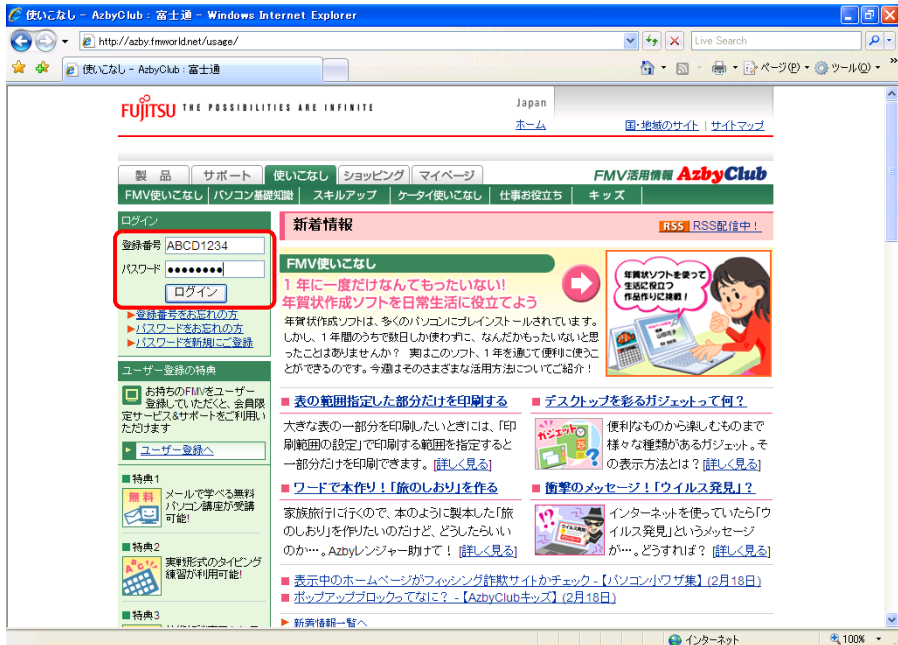 使いこなし - AzbyClub : 富士通 - Windows Internet Explorer
http://azby.fmworld.net/usage/
Live Search
使いこなし - AzbyClub : 富士通
ページ(P)
ツール(O)
FUJITSU THE POSSIBILITIES ARE INFINITE
Japan
ホーム
国・地域のサイト | サイトマップ
製 品
サポート
使いこなし
ショッピング
マイページ
FMV活用情報 AzbyClub
FMV使いこなし
パソコン基礎知識
スキルアップ
ケータイ使いこなし
仕事お役立ち
キッズ
ログイン
登録番号 ABCD1234
パスワード ●●●●●●●●
ログイン
▶登録番号をお忘れの方
▶パスワードをお忘れの方
▶パスワードを新規にご登録
ユーザー登録の特典
お持ちのFMVをユーザー
登録していただくと、会員限
定サービス&サポートをご利用い
ただけます
ユーザー登録へ
■特典1
無料
メールで学べる無料
パソコン講座が受講
可能!
■特典2
実戦形式のタイピング
練習が利用可能!
■特典3
新着情報
RSS RSS配信中!
FMV使いこなし
1年に一度だけなんてもったいない!
年賀状作成ソフトを日常生活に役立てよう
年賀状作成ソフトは、多くのパソコンにプレインストールされています。
しかし、1年間のうちで数日しか使わずに、なんだかもったいないと思
ったことはありませんか? 実はこのソフト、1年を通じて便利に使うこ
とができるのです。今週はそのさまざまな活用方法についてご紹介!
年賀状ソフトを使って
生活に役立つ
作品作りに挑戦!
■ 表の範囲指定した部分だけを印刷する
大きな表の一部分を印刷したいときには、「印
刷範囲の設定」で印刷する範囲を指定すると
一部分だけを印刷できます。[詳しく見る]
■ デスクトップを彩るガジェットって何?
便利なものから楽しむものまで
様々な種類があるガジェット。そ
の表示方法とは?[詳しく見る]
■ ワードで本作り!「旅のしおり」を作る
家族旅行に行くので、本のように製本した「旅
のしおり」を作りたいのだけど、どうしたらいい
のか…。Azbyレンジャー助けて! [詳しく見る]
■ 衝撃のメッセージ!「ウイルス発見」?
インターネットを使っていたら「ウ
イルス発見」というメッセージ
が…。どうすれば? [詳しく見る]
■ 表示中のホームページがフィッシング詐欺サイトかチェック -【パソコン小ワザ集】(2月18日)
■ ポップアップブロックってなに? -【AzbyClubキッズ】(2月18日)
▶ 新着情報一覧へ
インターネット
100%